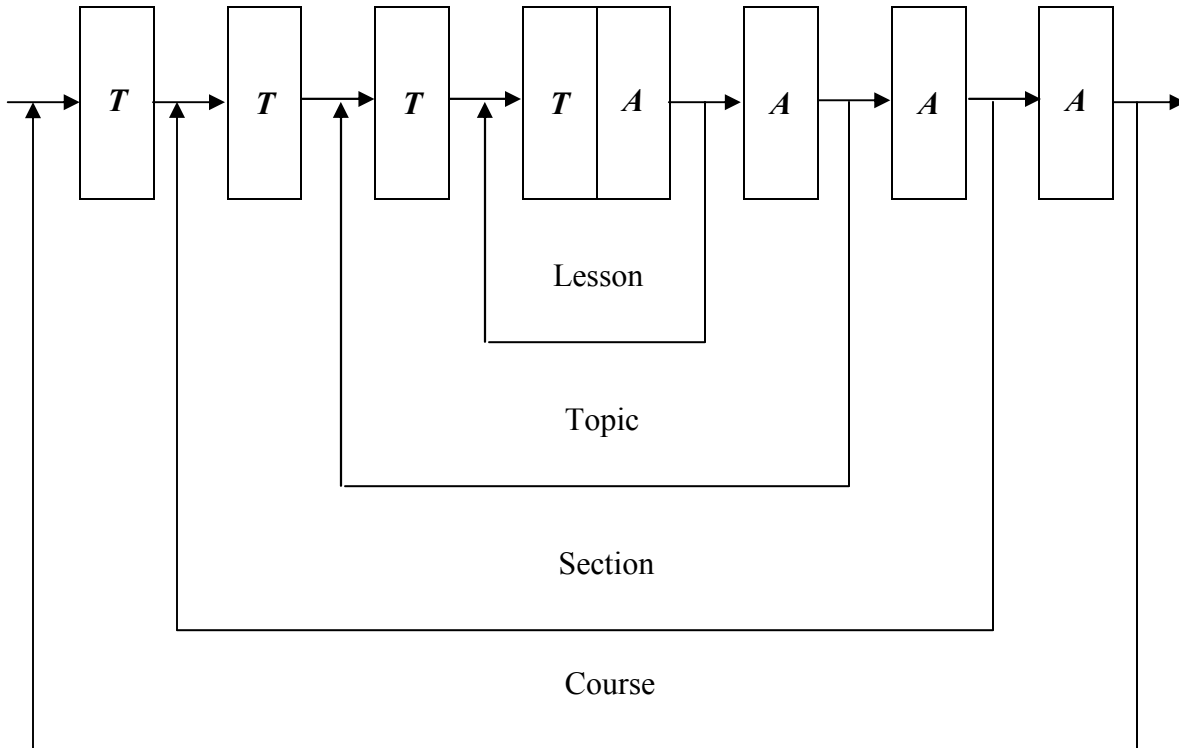 T T T T A A A A
Lesson
Topic
Section
Course